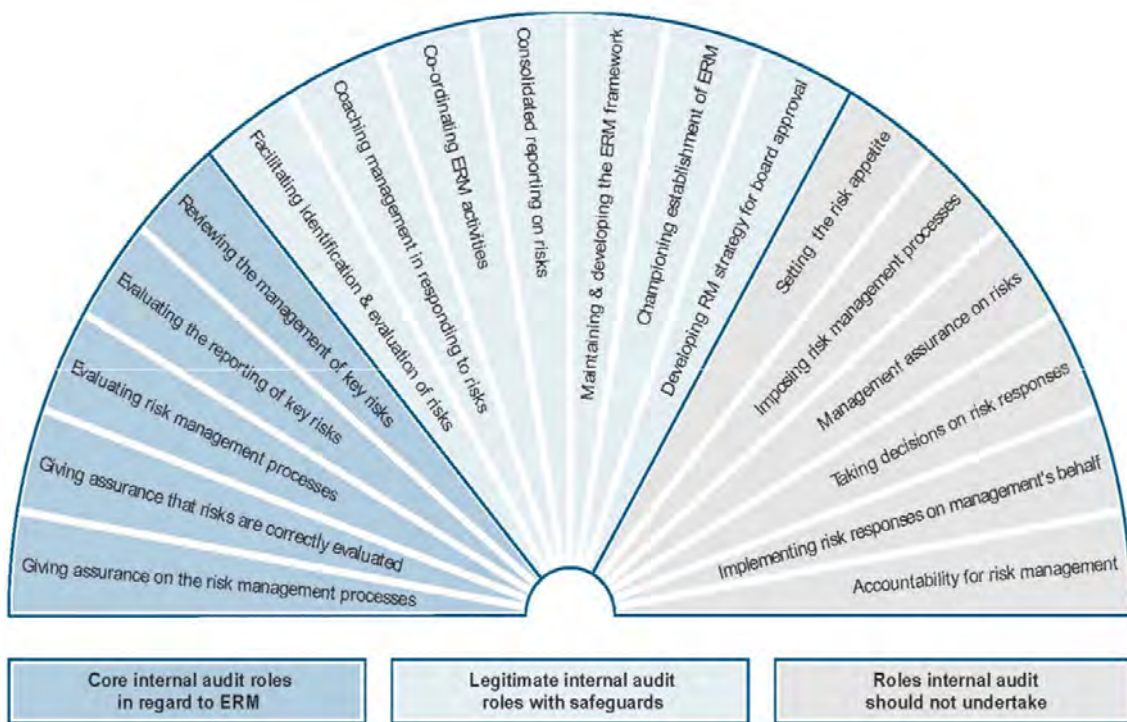 Giving assurance on the risk management processes
Giving assurance that risks are correctly evaluated
Evaluating risk management processes
Evaluating the reporting of key risks
Reviewing the management of key risks
Facilitating identification & evaluation of risks
Coaching management in responding to risks
Co-ordinating ERM activities
Consolidated reporting on risks
Maintaining & developing the ERM framework
Championing establishment of ERM
Developing RM strategy for board approval
Setting the risk appetite
Imposing risk management processes
Management assurance on risks
Taking decisions on risk responses
Implementing risk responses on management's behalf
Accountability for risk management
Core internal audit roles
in regard to ERM
Legitimate internal audit
roles with safeguards
Roles internal audit
should not undertake